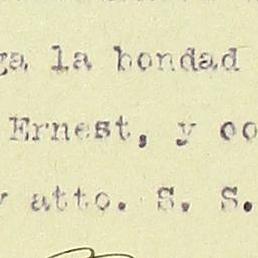 ga la bondad
Ernest, y co
y atto. S. S.